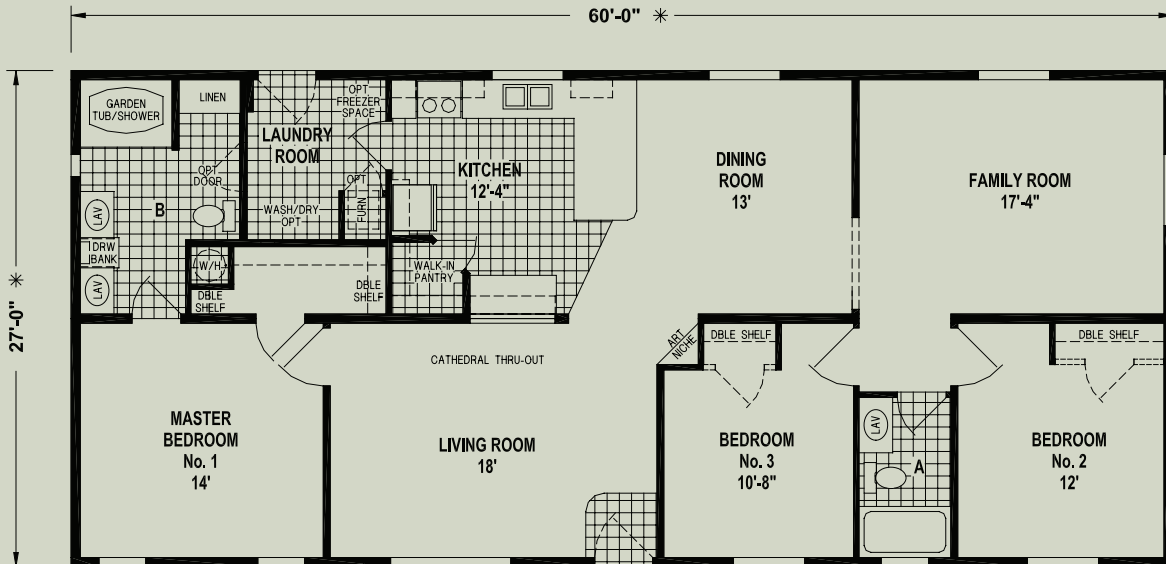 60'-0" ✳
27'-0" ✳
GARDEN
TUB/SHOWER
LINEN
OPT
FREEZER
SPACE
LAUNDRY
ROOM
OPT
DOOR
B
LAV
DRW
BANK
LAV
WASH/DRY
OPT
OPT
FURN
W/H
DBLE
SHELF
DBLE
SHELF
KITCHEN
12'-4"
WALK-IN
PANTRY
DINING
ROOM
13'
FAMILY ROOM
17'-4"
CATHEDRAL THRU-OUT
ART
NICHE
DBLE SHELF
DBLE SHELF
MASTER
BEDROOM
No. 1
14'
LIVING ROOM
18'
BEDROOM
No. 3
10'-8"
LAV
A
BEDROOM
No. 2
12'